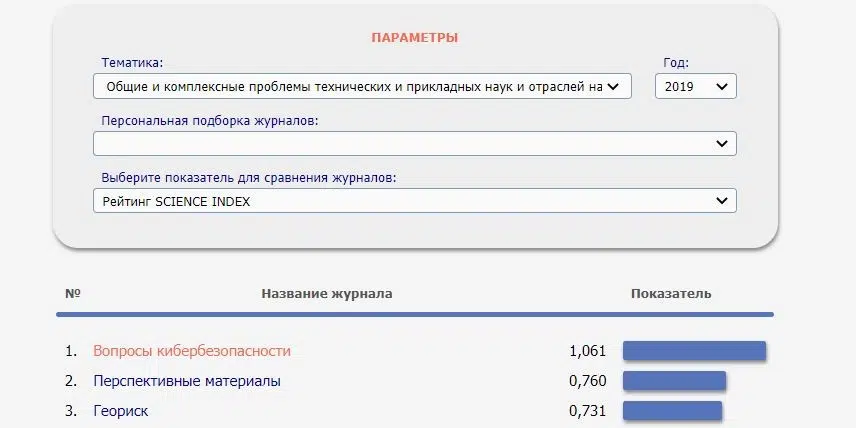 ПАРАМЕТРЫ
Тематика: Год:
Общие и комплексные проблемы технических и прикладных наук и отраслей на 2019
Персональная подборка журналов:
Выберите показатель для сравнения журналов:
Рейтинг SCIENCE INDEX
№ Название журнала Показатель
1. Вопросы кибербезопасности 1,061
2. Перспективные материалы 0,760
3. Геориск 0,731